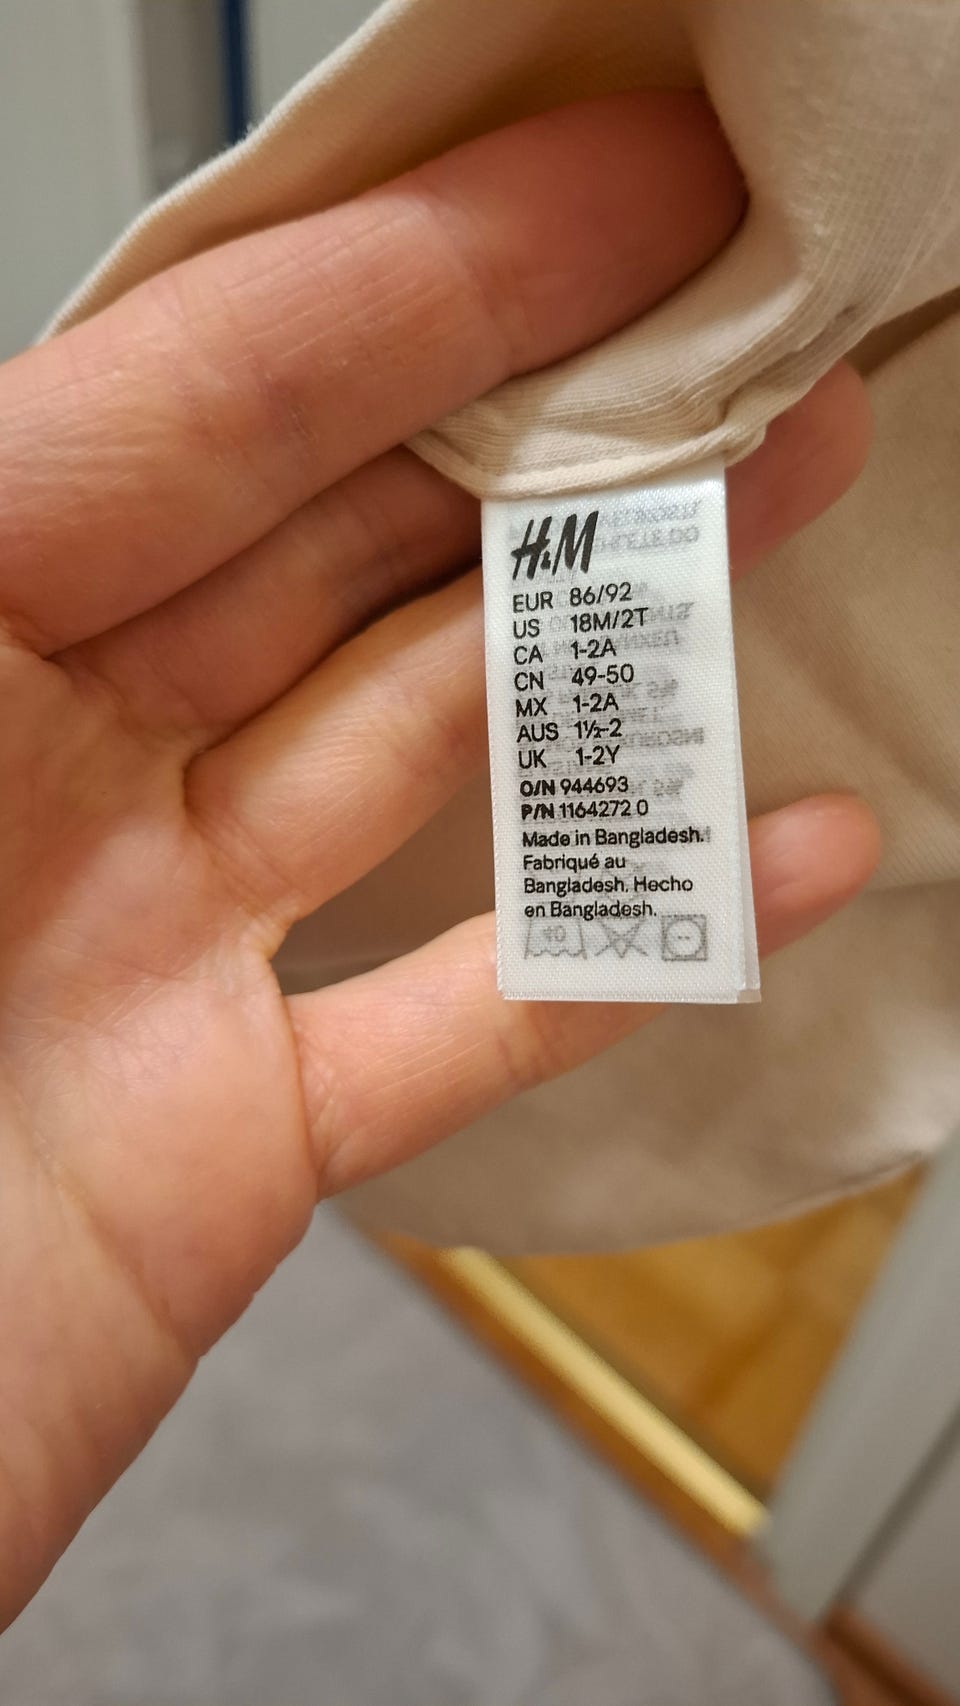 H&M
EUR 86/92
US 18M/2T
CA 1-2A
CN 49-50
MX 1-2A
AUS 1½-2
UK 1-2Y
O/N 944693
P/N 1164272 0
Made in Bangladesh.
Fabriqué au
Bangladesh. Hecho
en Bangladesh.
40